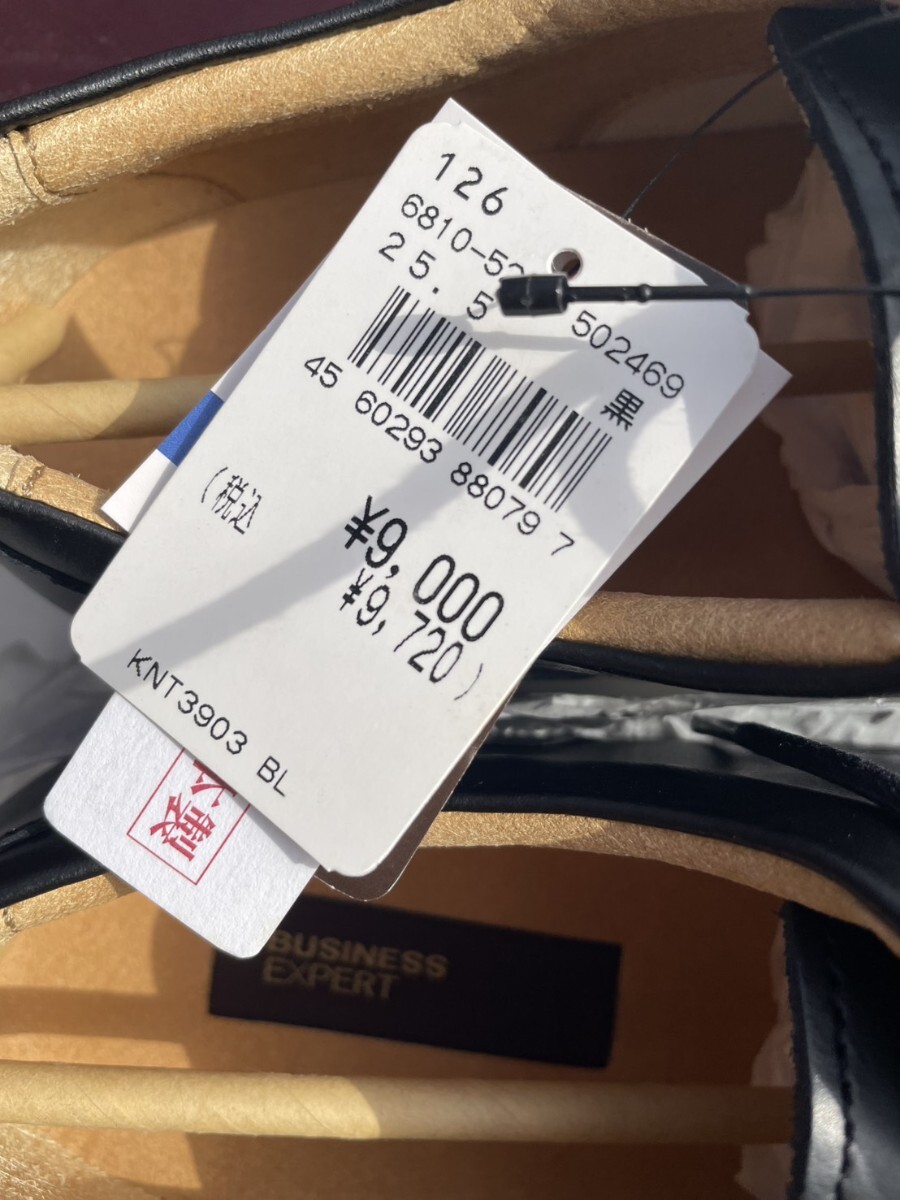 126
6810-52 502469
25.5 黒
45 60293 88079 7
¥9,000
(税込 ¥9,720)
KNT3903 BL
製
BUSINESS
EXPERT